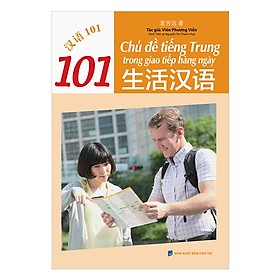 汉语 101
袁芳远 著
Tác giả: Viên Phương Viễn
101
Chủ đề tiếng Trung
trong giao tiếp hàng ngày
生活汉语